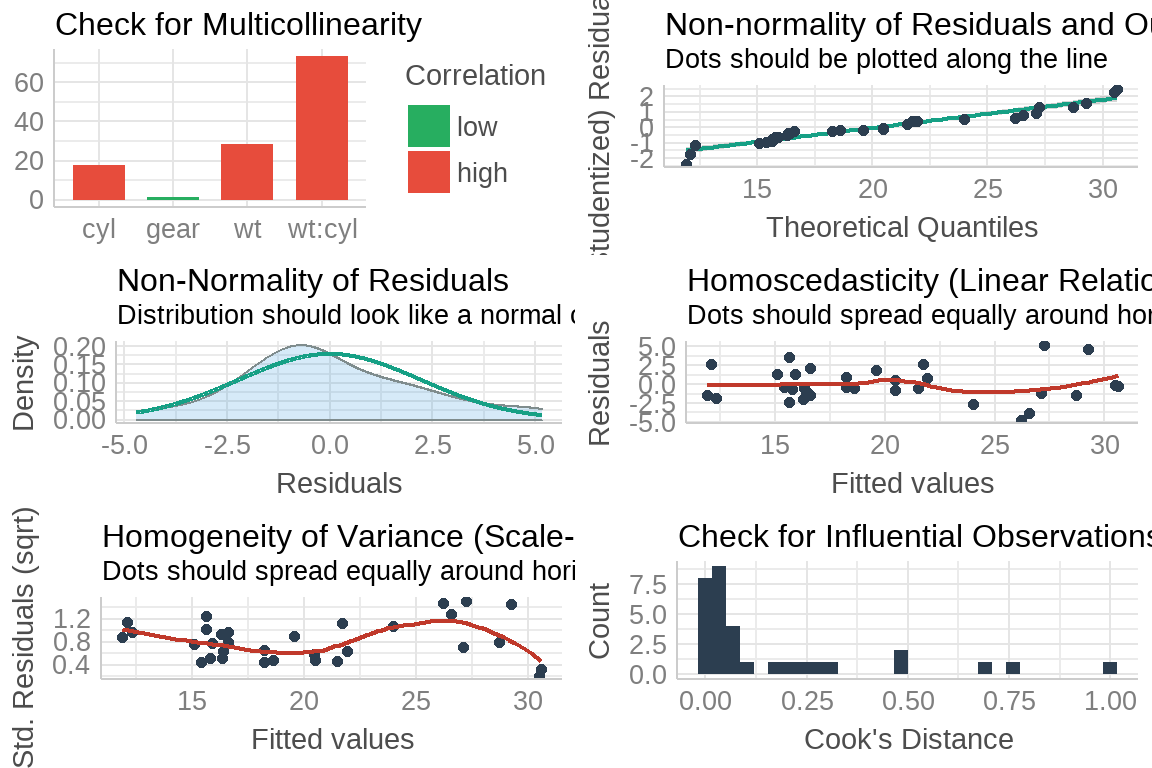 Check for Multicollinearity
60
40
20
0
cyl gear wt wt:cyl
Correlation
low
high
Non-normality of Residuals and
Dots should be plotted along the line
2
1
0
-1
-2
15 20 25 30
Theoretical Quantiles
Non-Normality of Residuals
Distribution should look like a normal
Density
0.20
0.15
0.10
0.05
0.00
-5.0 -2.5 0.0 2.5 5.0
Residuals
Homoscedasticity (Linear
Dots should spread equally around
Residuals
5.0
2.5
0.0
-2.5
-5.0
15 20 25 30
Fitted values
Homogeneity of Variance (Scale-
Dots should spread equally around
Std. Residuals (sqrt)
1.2
0.8
0.4
15 20 25 30
Fitted values
Check for Influential Observations
Count
7.5
5.0
2.5
0.0
0.00 0.25 0.50 0.75 1.00
Cook's Distance